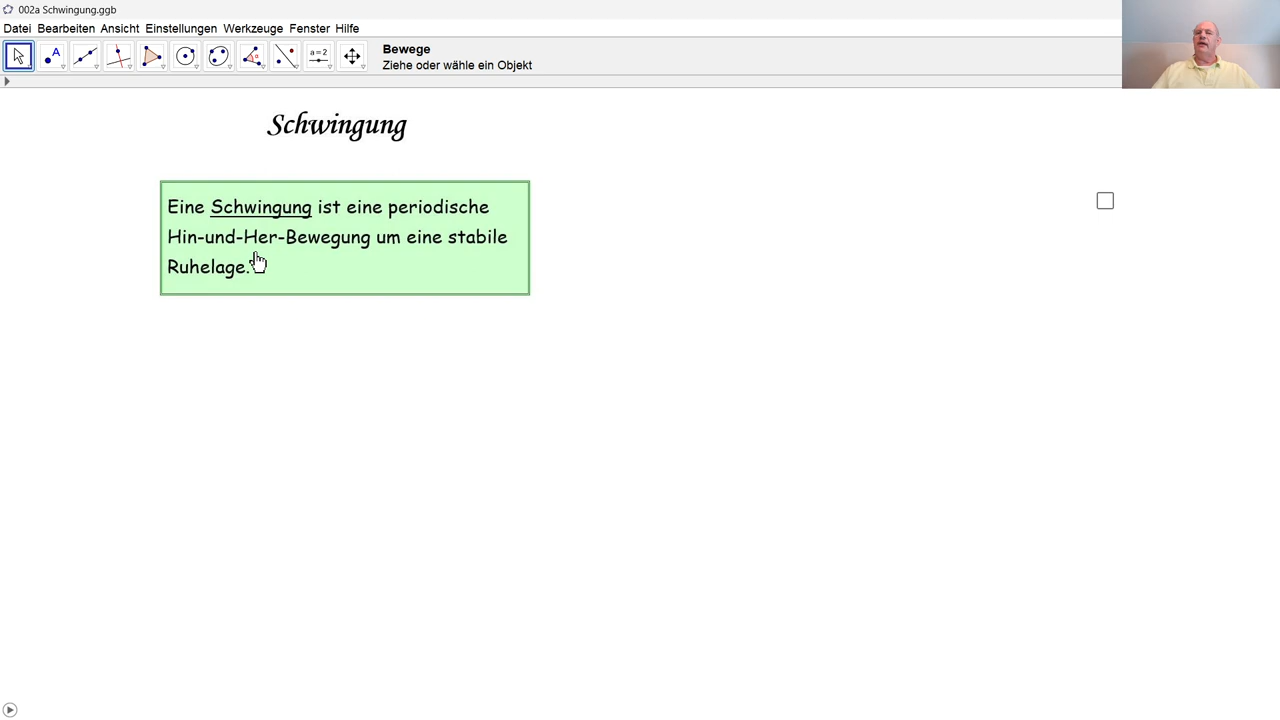 002a Schwingung.ggb
Datei Bearbeiten Ansicht Einstellungen Werkzeuge Fenster Hilfe
A
a=2
Bewege
Ziehe oder wähle ein Objekt
Schwingung
Eine Schwingung ist eine periodische
Hin-und-Her-Bewegung um eine stabile
Ruhelage.